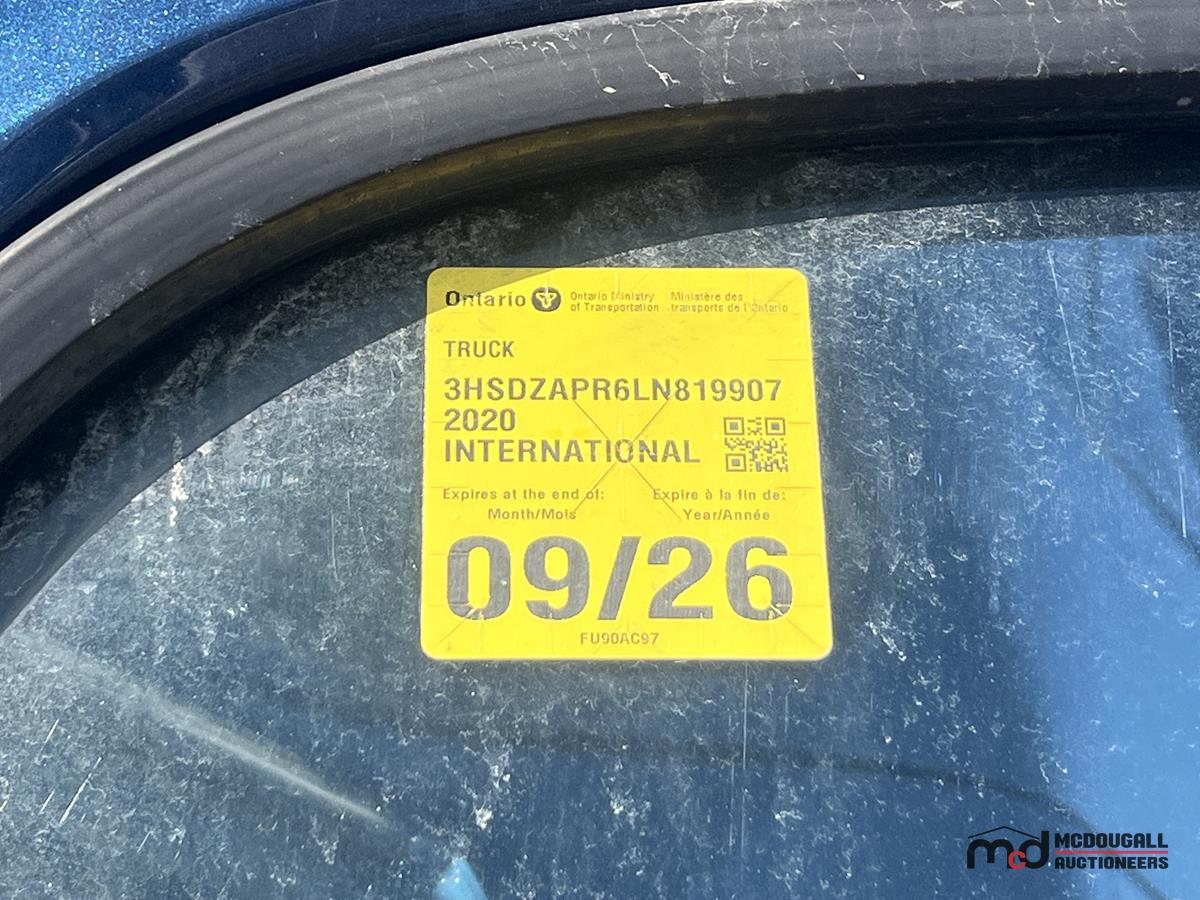 Ontario
Ontario Ministry of Transportation
Ministère des transports de l'Ontario
TRUCK
3HSDZAPR6LN819907
2020
INTERNATIONAL
Expires at the end of: Expire à la fin de:
Month/Mois Year/Année
09/26
FU90AC97
mcd MCDOUGALL
AUCTIONEERS